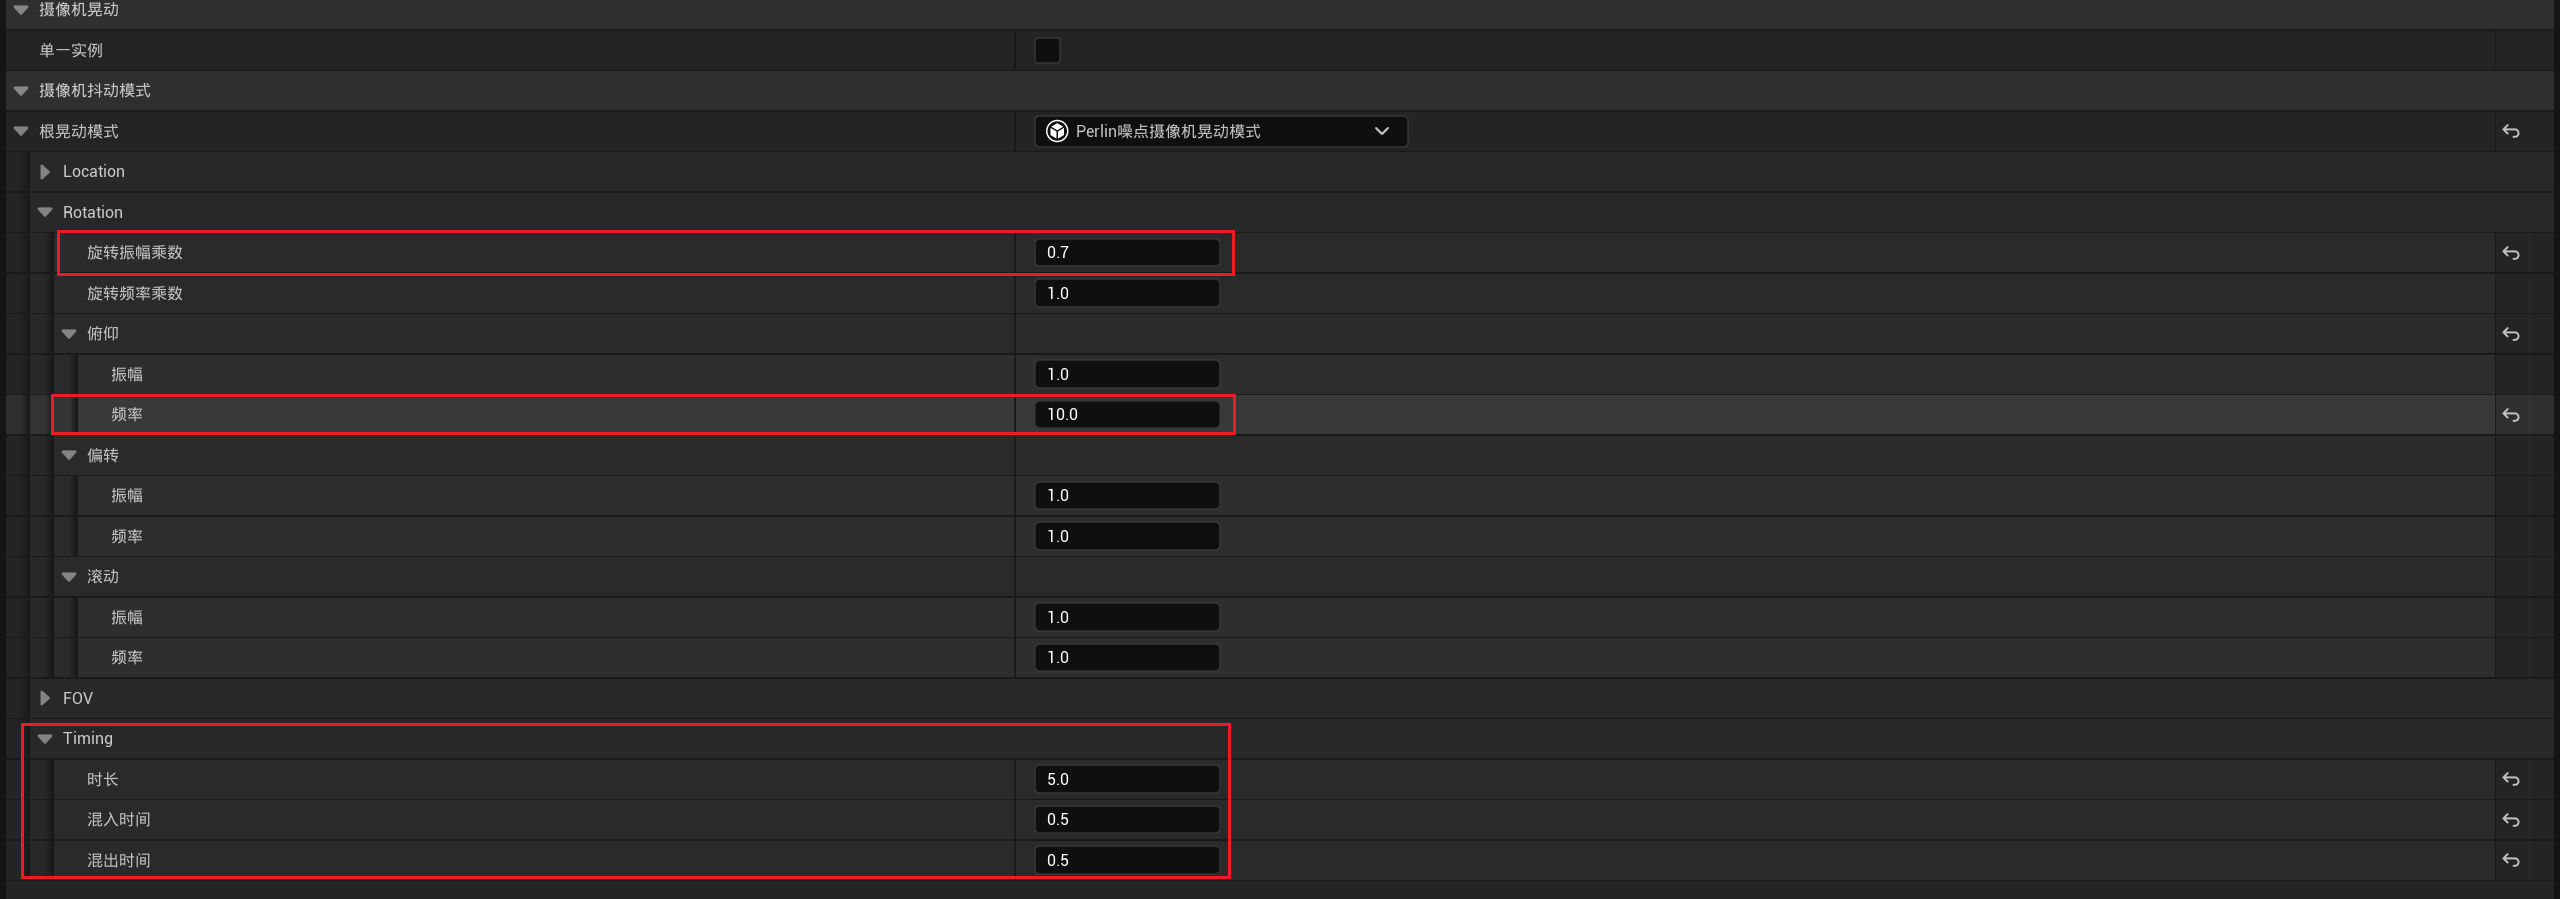 摄像机晃动
单一实例
摄像机抖动模式
根晃动模式 Perlin噪点摄像机晃动模式
Location
Rotation
旋转振幅乘数 0.7
旋转频率乘数 1.0
俯仰
振幅 1.0
频率 10.0
偏转
振幅 1.0
频率 1.0
滚动
振幅 1.0
频率 1.0
FOV
Timing
时长 5.0
混入时间 0.5
混出时间 0.5